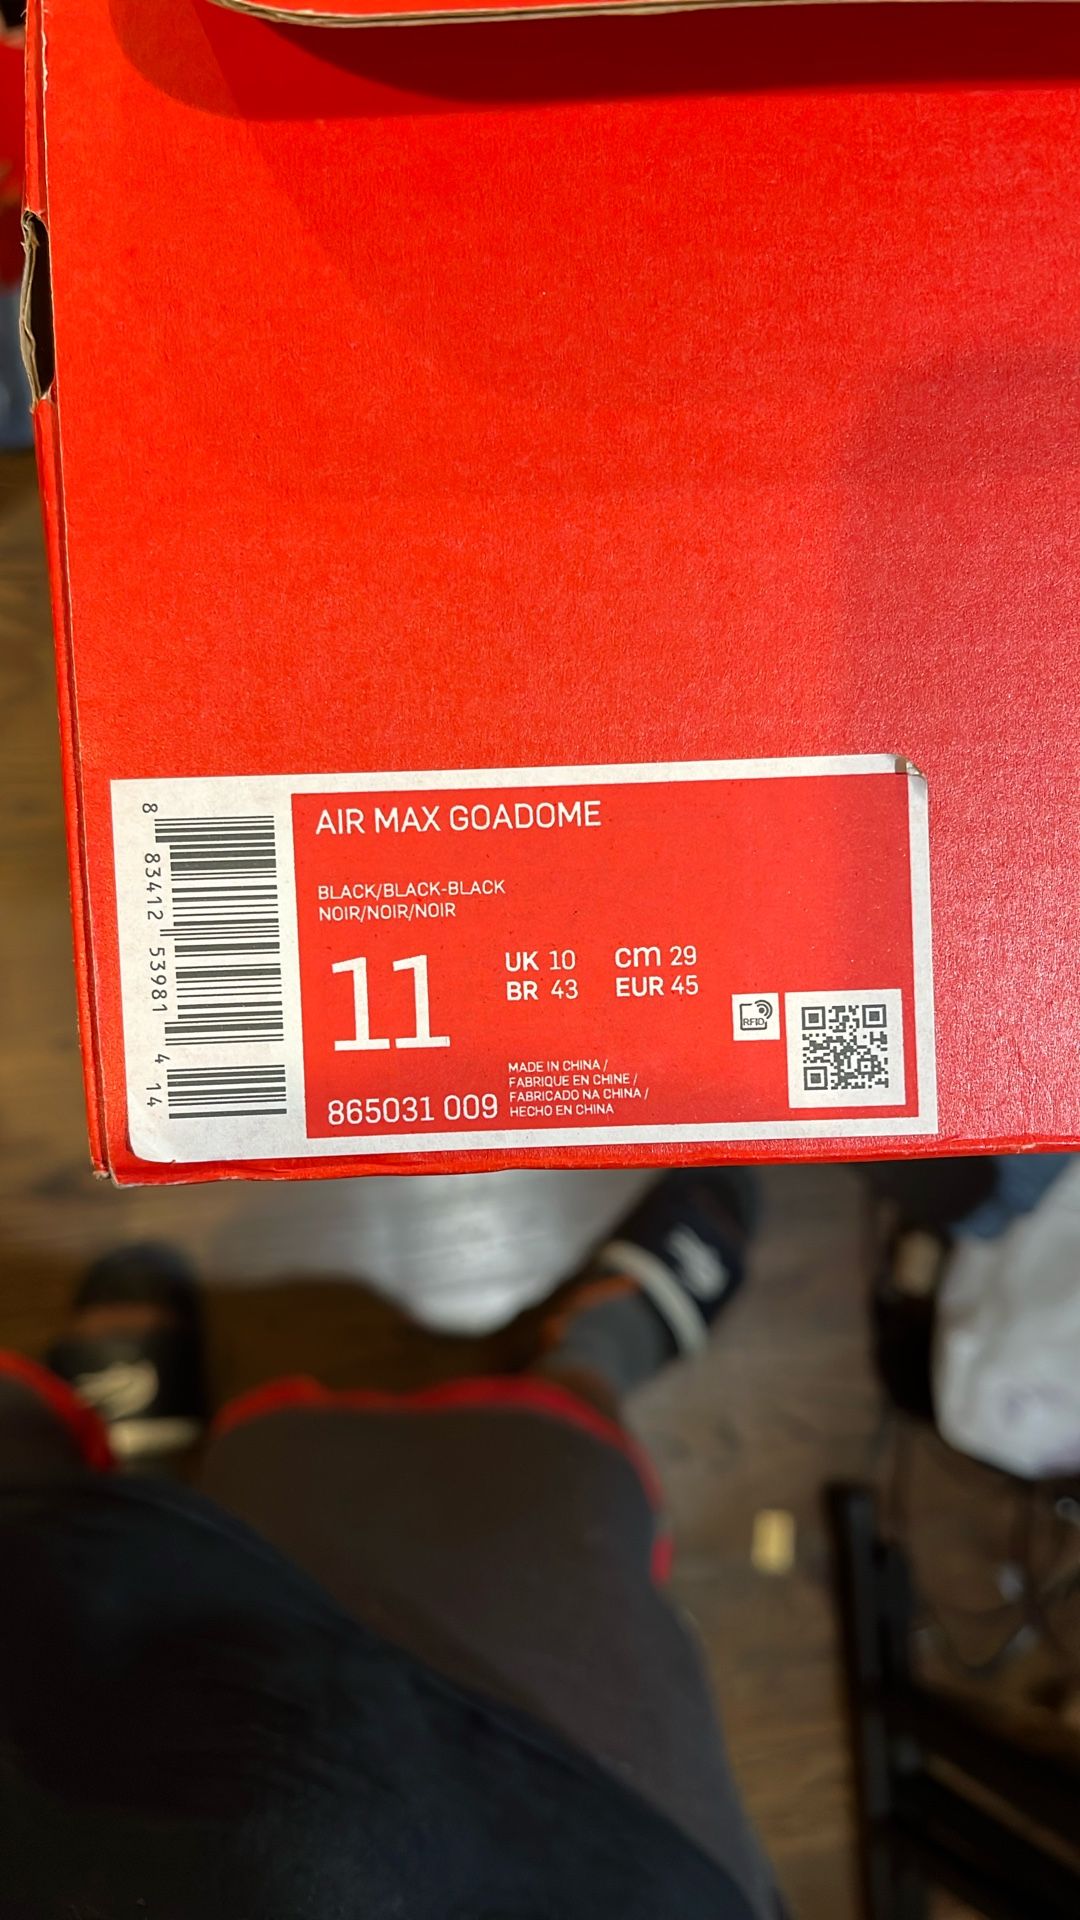 AIR MAX GOADOME
BLACK/BLACK-BLACK
NOIR/NOIR/NOIR
11
UK 10 cm 29
BR 43 EUR 45
RFID
MADE IN CHINA /
FABRIQUE EN CHINE /
FABRICADO NA CHINA /
HECHO EN CHINA
865031 009
8 83412 53981 4 14